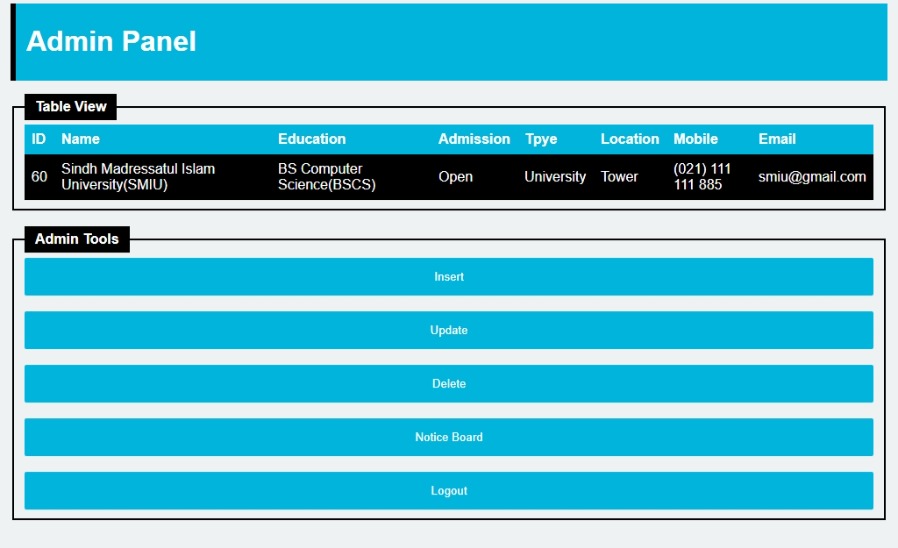 Admin Panel
Table View
ID Name Education Admission Tpye Location Mobile Email
60 Sindh Madressatul Islam University(SMIU) BS Computer Science(BSCS) Open University Tower (021) 111 111 885 smiu@gmail.com
Admin Tools
Insert
Update
Delete
Notice Board
Logout